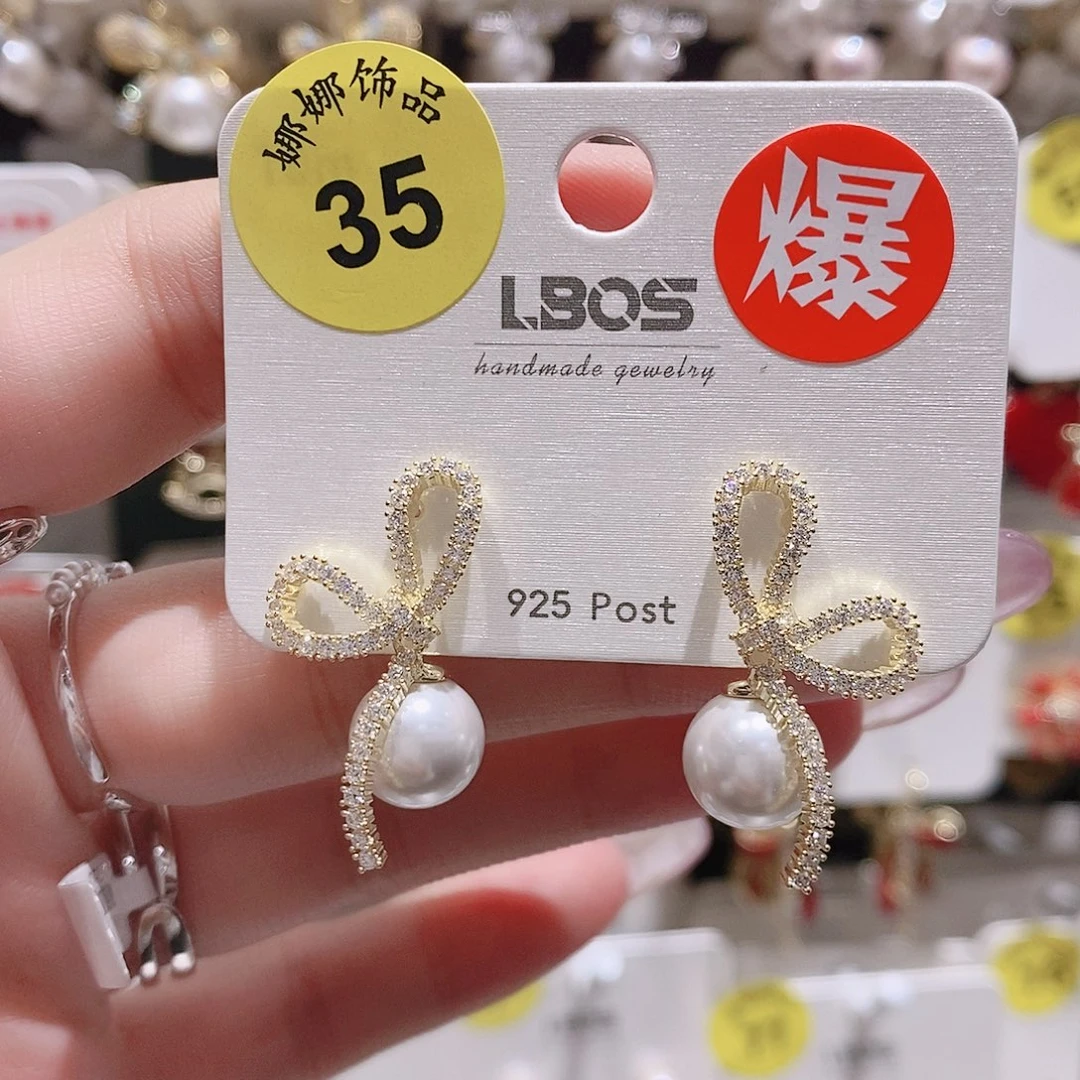 娜娜饰品
35
爆
LBOS
handmade gewelry
925 Post